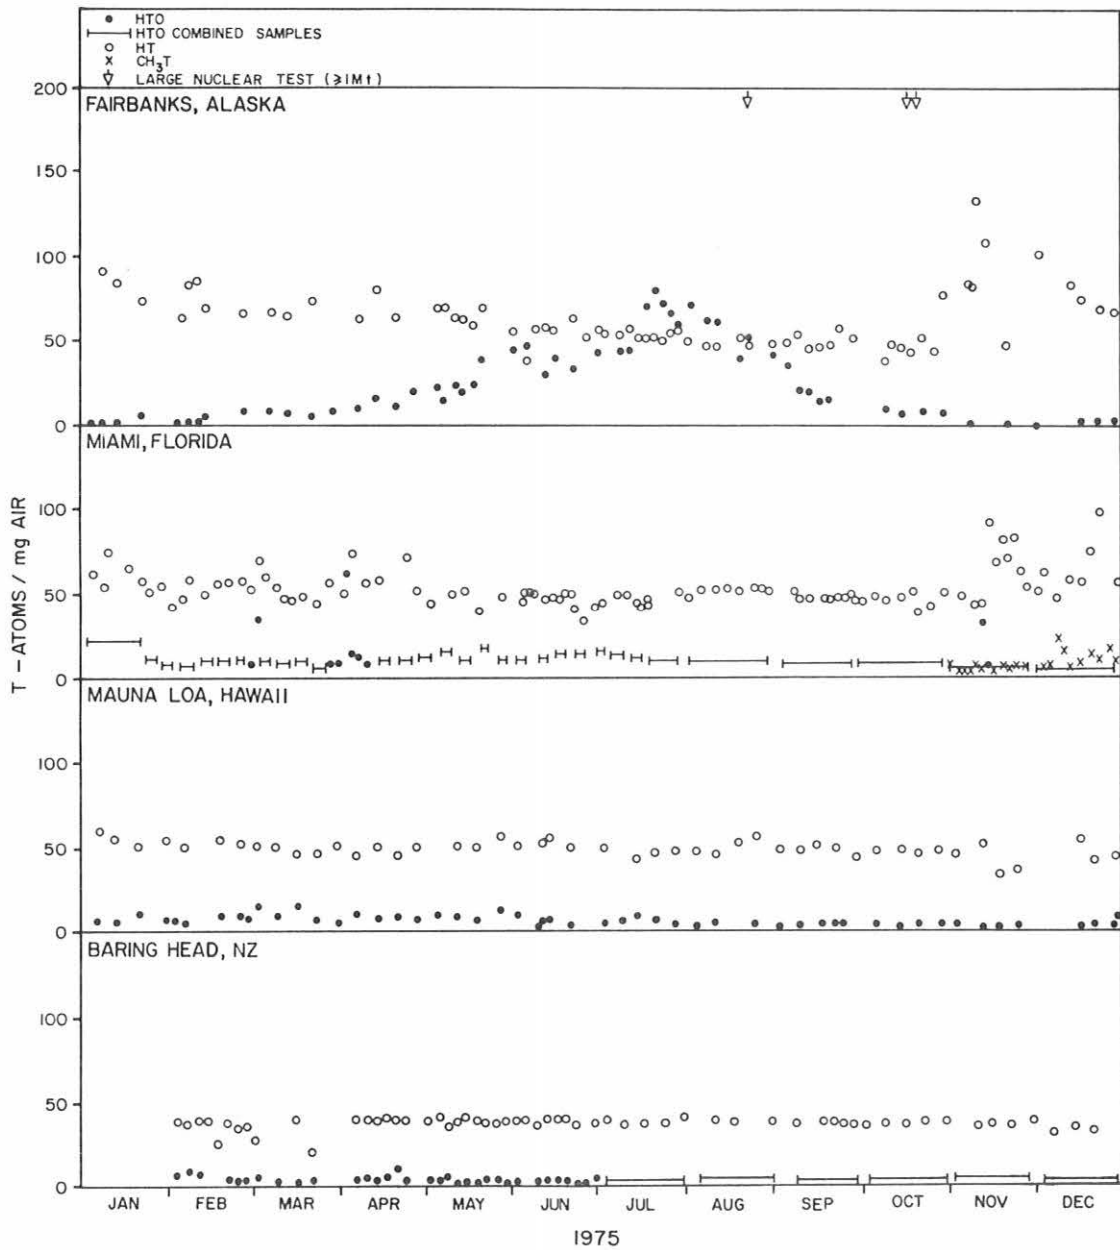 HTO
HTO COMBINED SAMPLES
HT
CH₃T
LARGE NUCLEAR TEST (≥1Mt)
200
FAIRBANKS, ALASKA
150
100
50
0
MIAMI, FLORIDA
100
50
0
MAUNA LOA, HAWAII
100
50
0
BARING HEAD, NZ
100
50
0
T-ATOMS / mg AIR
JAN FEB MAR APR MAY JUN JUL AUG SEP OCT NOV DEC
1975